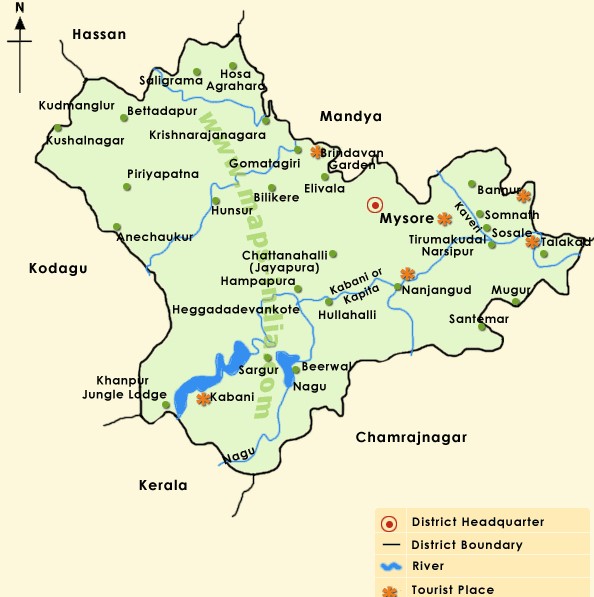 N
Hassan
Hosa
Agrahara
Saligrama
Kudmanglur
Bettadapur
Mandya
Kushalnagar
Krishnarajanagara
Brindavan
Garden
Gomatagiri
Piriyapatna
Elivala
Bilikere
Hunsur
Bannur
Mysore
Kaveri
Somnath
Sosale
Anechaukur
Tirumakudal
Narsipur
Talakad
Chattanahalli
(Jayapura)
Kodagu
Hampapura
Kabani or
Kapila
Nanjangud
Mugur
Heggadadevankote
Hullahalli
Santemar
Sargur
Beerwal
Nagu
Khanpur
Jungle Lodge
Kabani
Nagu
Chamrajnagar
Kerala
www.mapsofindia.com
District Headquarter
District Boundary
River
Tourist Place